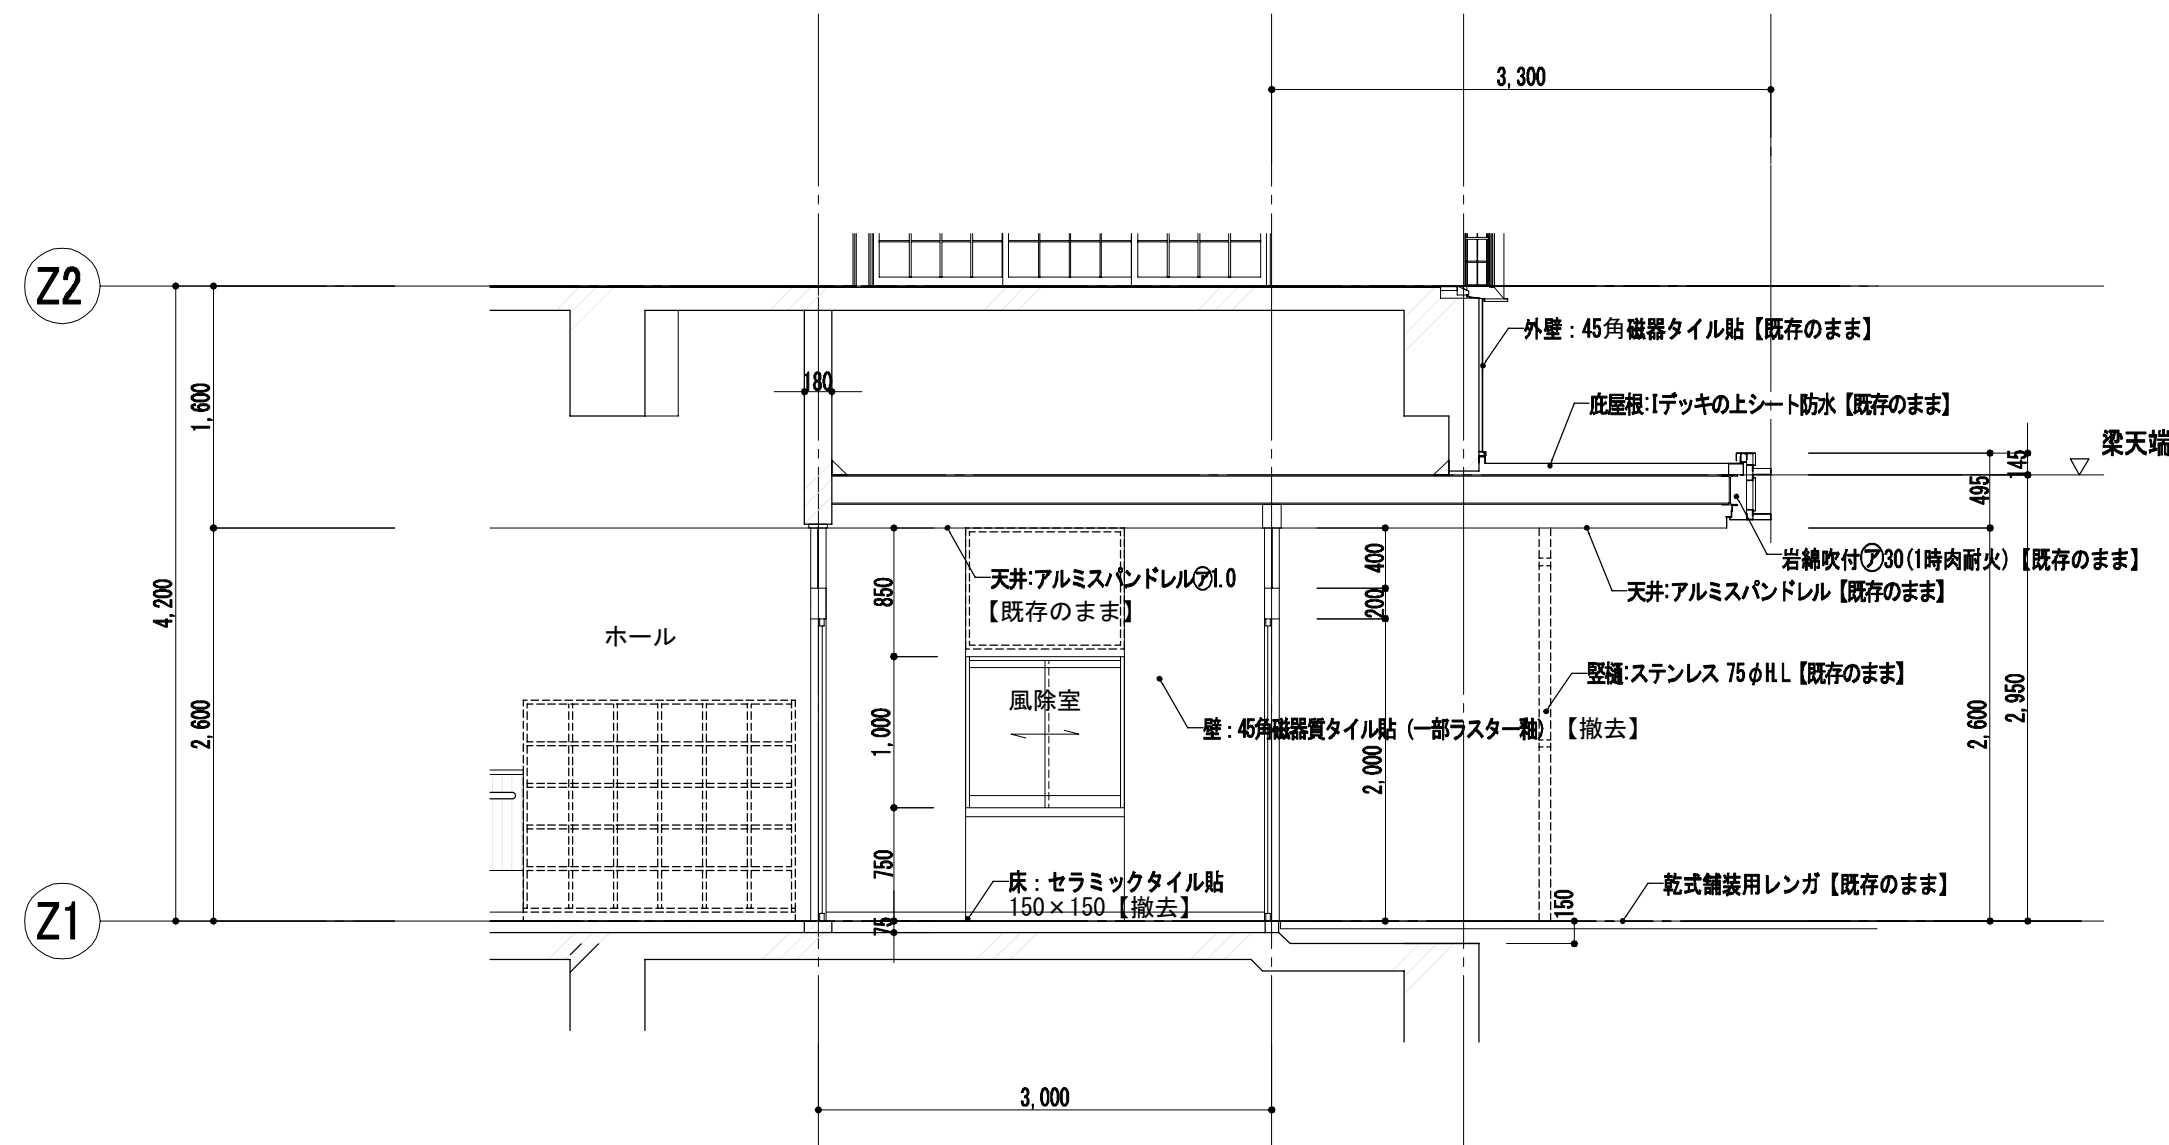 3,300
Z2
外壁：45角磁器タイル貼【既存のまま】
180
1,600
庇屋根:Iデッキの上シート防水【既存のまま】
梁天端
145
495
岩綿吹付㋐30(1時間耐火)【既存のまま】
400
天井:アルミスパンドレル㋐1.0
【既存のまま】
850
天井:アルミスパンドレル【既存のまま】
200
4,200
ホール
竪樋:ステンレス 75φH.L【既存のまま】
風除室
2,950
2,600
1,000
壁：45角磁器質タイル貼（一部ラスター釉）【撤去】
2,600
2,000
750
床：セラミックタイル貼
150×150【撤去】
乾式舗装用レンガ【既存のまま】
150
Z1
75
3,000